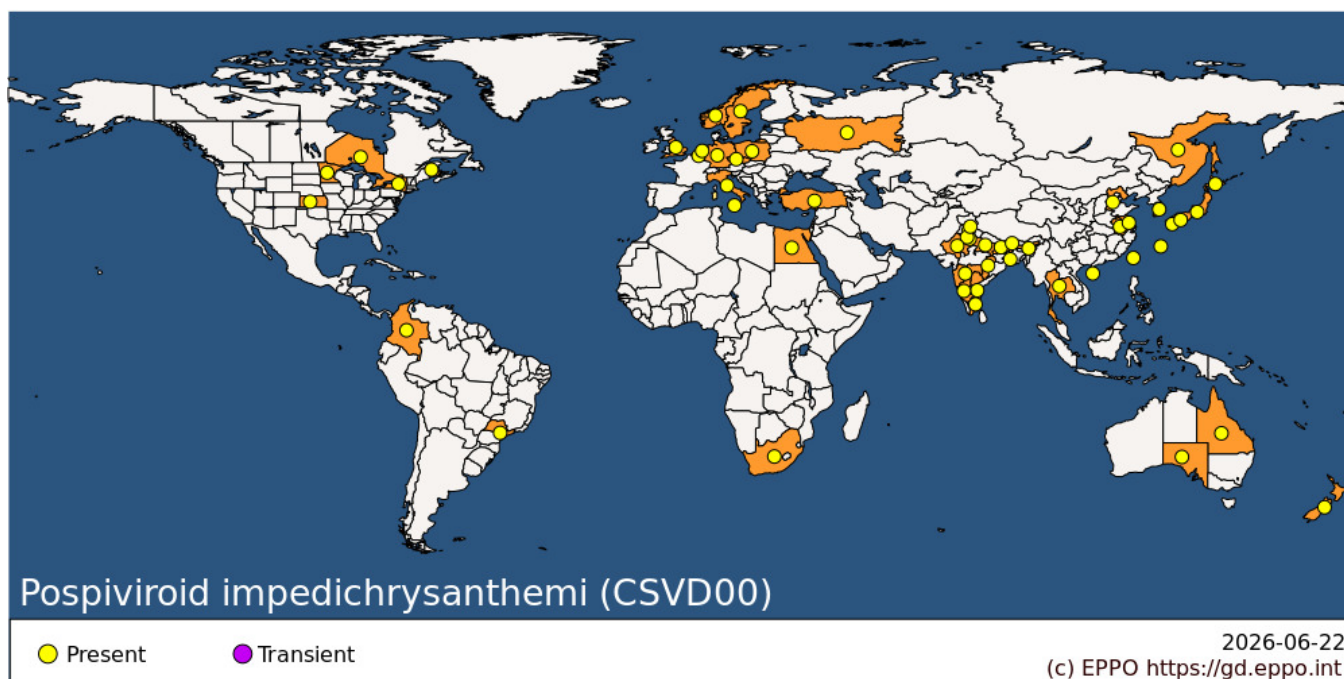 Pospiviroid impedichrysanthemi (CSVD00)
Present
Transient
2026-06-22
(c) EPPO https://gd.eppo.int